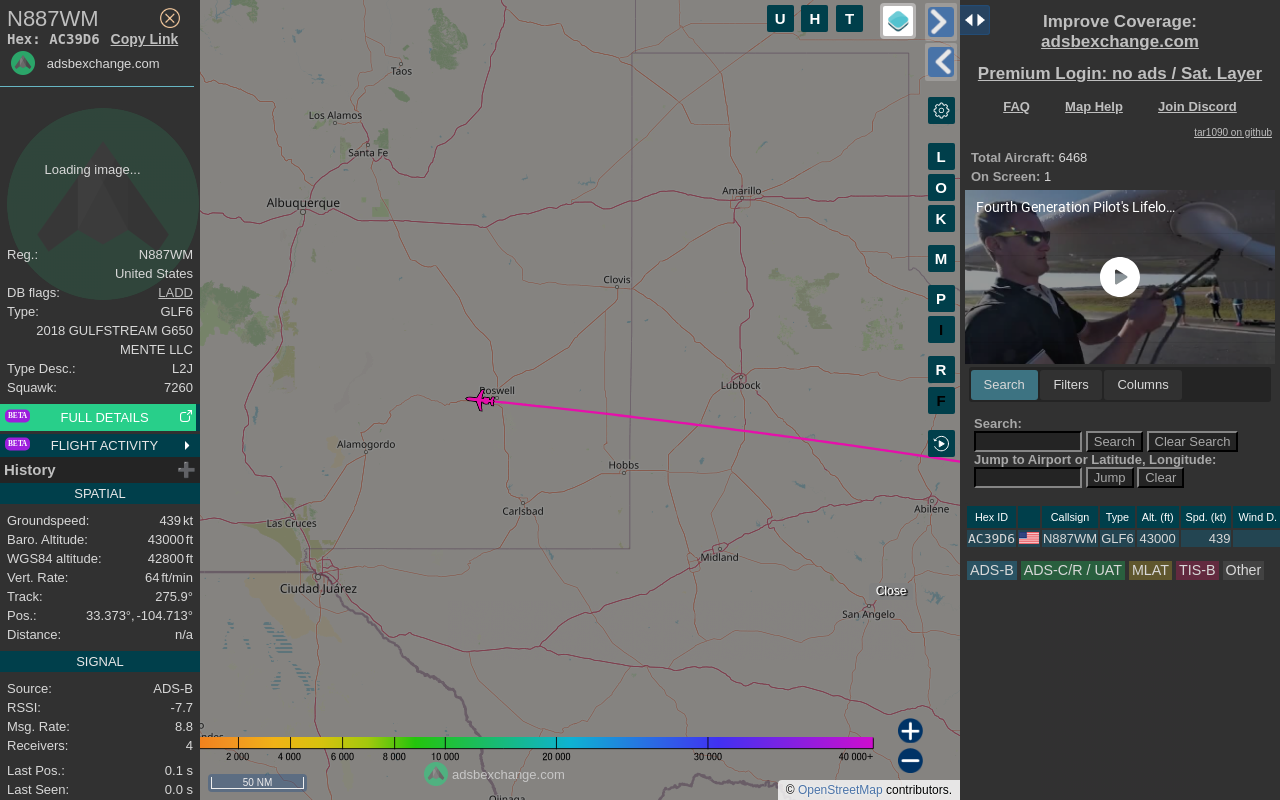 N887WM
Hex: AC39D6 Copy Link
adsbexchange.com
Loading image...
Reg.: N887WM
United States
DB flags: LADD
Type: GLF6
2018 GULFSTREAM G650
MENTE LLC
Type Desc.: L2J
Squawk: 7260
BETA FULL DETAILS
BETA FLIGHT ACTIVITY
History
SPATIAL
Groundspeed: 439 kt
Baro. Altitude: 43000 ft
WGS84 altitude: 42800 ft
Vert. Rate: 64 ft/min
Track: 275.9°
Pos.: 33.373°, -104.713°
Distance: n/a
SIGNAL
Source: ADS-B
RSSI: -7.7
Msg. Rate: 8.8
Receivers: 4
Last Pos.: 0.1 s
Last Seen: 0.0 s
U H T
L
O
K
M
P
I
R
F
Taos
Los Alamos
Santa Fe
Albuquerque
Amarillo
Clovis
Roswell
Lubbock
Alamogordo
Hobbs
Carlsbad
Las Cruces
Abilene
Midland
Ciudad Juárez
Close
San Angelo
2 000 4 000 6 000 8 000 10 000 20 000 30 000 40 000+
adsbexchange.com
50 NM
Ojinaga
© OpenStreetMap contributors.
Improve Coverage:
adsbexchange.com
Premium Login: no ads / Sat. Layer
FAQ Map Help Join Discord
tar1090 on github
Total Aircraft: 6468
On Screen: 1
Fourth Generation Pilot's Lifelo...
Search Filters Columns
Search:
Search Clear Search
Jump to Airport or Latitude, Longitude:
Jump Clear
Hex ID Callsign Type Alt. (ft) Spd. (kt) Wind D.
AC39D6 N887WM GLF6 43000 439
ADS-B ADS-C/R / UAT MLAT TIS-B Other